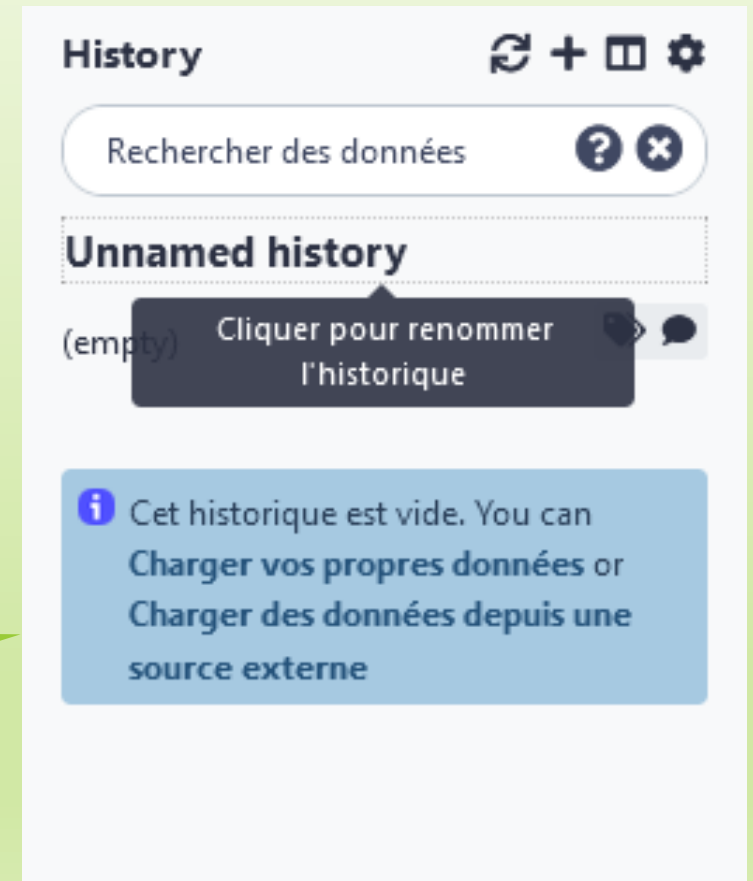 History
Rechercher des données
Unnamed history
(empty)
Cliquer pour renommer
l'historique
Cet historique est vide. You can
Charger vos propres données or
Charger des données depuis une
source externe